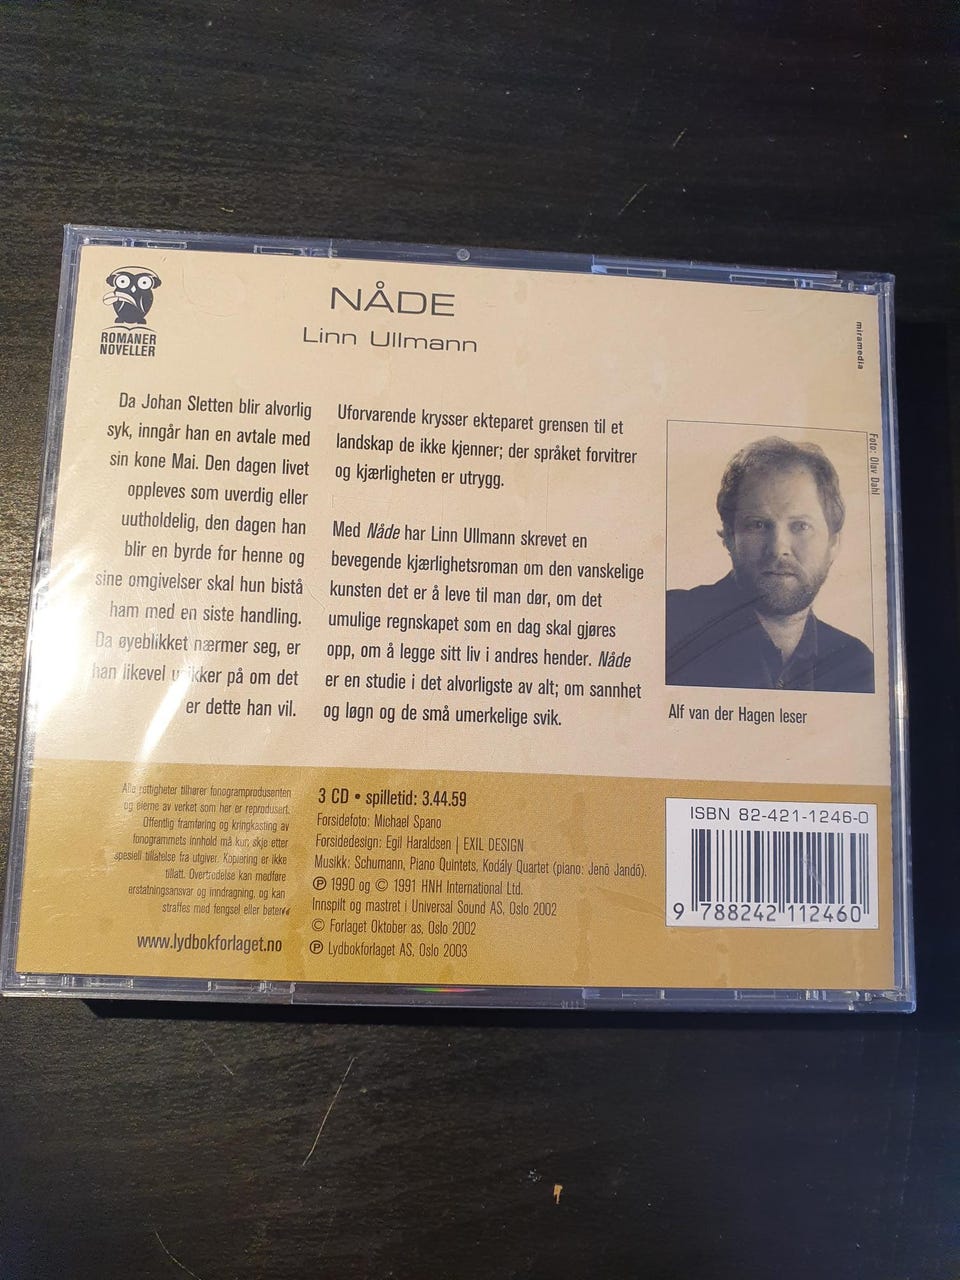 NÅDE
Linn Ullmann
ROMANER
NOVELLER
miramedia
Da Johan Sletten blir alvorlig
syk, inngår han en avtale med
sin kone Mai. Den dagen livet
oppleves som uverdig eller
uutholdelig, den dagen han
blir en byrde for henne og
sine omgivelser skal hun bistå
ham med en siste handling.
Da øyeblikket nærmer seg, er
han likevel usikker på om det
er dette han vil.
Uforvarende krysser ekteparet grensen til et
landskap de ikke kjenner; der språket forvitrer
og kjærligheten er utrygg.
Med Nåde har Linn Ullmann skrevet en
bevegende kjærlighetsroman om den vanskelige
kunsten det er å leve til man dør, om det
umulige regnskapet som en dag skal gjøres
opp, om å legge sitt liv i andres hender. Nåde
er en studie i det alvorligste av alt; om sannhet
og løgn og de små umerkelige svik.
Foto: Olav Dahl
Alf van der Hagen leser
Alle rettigheter tilhører fonogramprodusenten
og eierne av verket som her er reprodusert.
Offentlig framføring og kringkasting av
fonogrammets innhold må kun skje etter
spesiell tillatelse fra utgiver. Kopiering er ikke
tillatt. Overtredelse kan medføre
erstatningsansvar og inndragning, og kan
straffes med fengsel eller bøter
www.lydbokforlaget.no
3 CD • spilletid: 3.44.59
Forsidefoto: Michael Spano
Forsidedesign: Egil Haraldsen | EXIL DESIGN
Musikk: Schumann, Piano Quintets, Kodály Quartet (piano: Jenõ Jandó).
℗ 1990 og © 1991 HNH International Ltd.
Innspilt og mastret i Universal Sound AS, Oslo 2002
© Forlaget Oktober as, Oslo 2002
℗ Lydbokforlaget AS, Oslo 2003
ISBN 82-421-1246-0
9 788242 112460